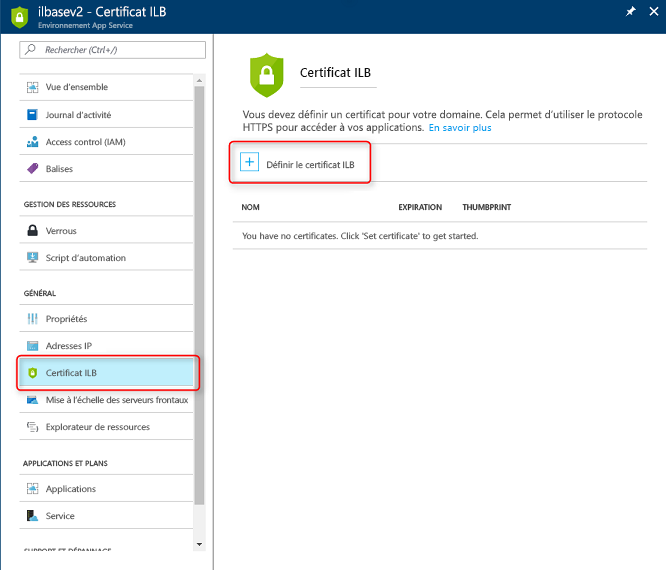 ilbasev2 - Certificat ILB
Environnement App Service
Rechercher (Ctrl+/)
Vue d'ensemble
Journal d'activité
Access control (IAM)
Balises
GESTION DES RESSOURCES
Verrous
Script d'automation
GÉNÉRAL
Propriétés
Adresses IP
Certificat ILB
Mise à l'échelle des serveurs frontaux
Explorateur de ressources
APPLICATIONS ET PLANS
Applications
Service
SUPPORT ET DÉPANNAGE
Certificat ILB
Vous devez définir un certificat pour votre domaine. Cela permet d'utiliser le protocole
HTTPS pour accéder à vos applications. En savoir plus
Définir le certificat ILB
NOM EXPIRATION THUMBPRINT
You have no certificates. Click 'Set certificate' to get started.